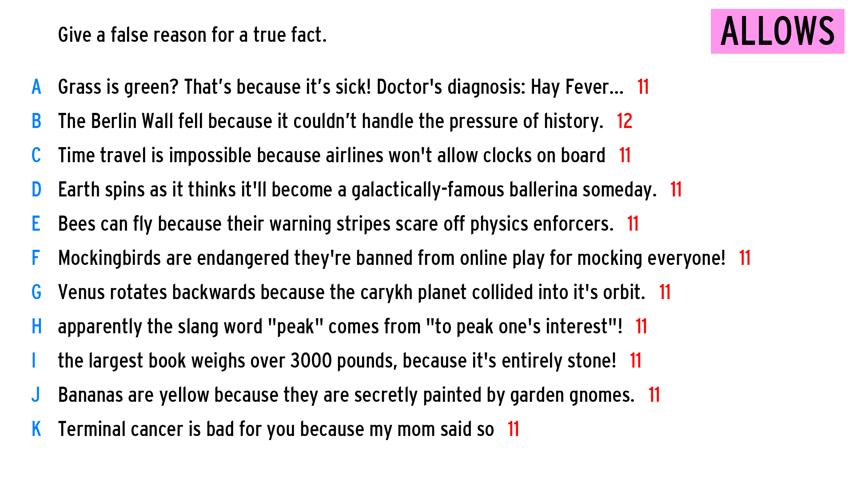 Give a false reason for a true fact.
ALLOWS
A Grass is green? That's because it's sick! Doctor's diagnosis: Hay Fever... 11
B The Berlin Wall fell because it couldn't handle the pressure of history. 12
C Time travel is impossible because airlines won't allow clocks on board 11
D Earth spins as it thinks it'll become a galactically-famous ballerina someday. 11
E Bees can fly because their warning stripes scare off physics enforcers. 11
F Mockingbirds are endangered they're banned from online play for mocking everyone! 11
G Venus rotates backwards because the carykh planet collided into it's orbit. 11
H apparently the slang word "peak" comes from "to peak one's interest"! 11
I the largest book weighs over 3000 pounds, because it's entirely stone! 11
J Bananas are yellow because they are secretly painted by garden gnomes. 11
K Terminal cancer is bad for you because my mom said so 11